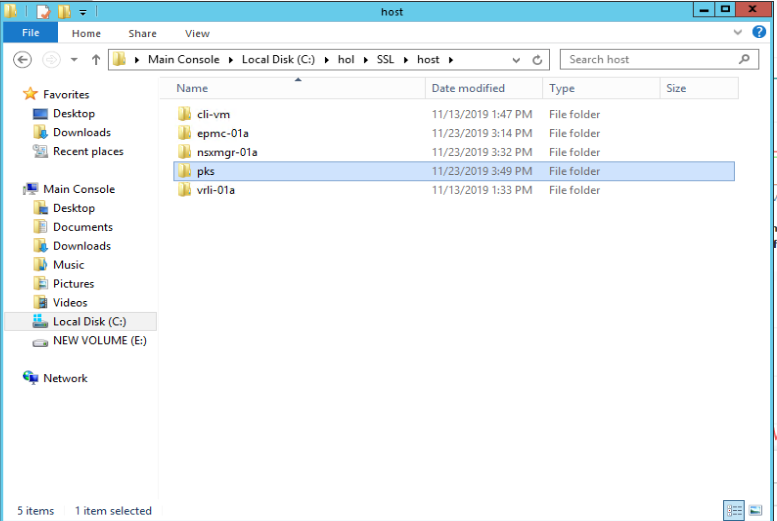 host
File Home Share View
Main Console Local Disk (C:) hol SSL host Search host
Favorites
Desktop
Downloads
Recent places
Main Console
Desktop
Documents
Downloads
Music
Pictures
Videos
Local Disk (C:)
NEW VOLUME (E:)
Network
Name Date modified Type Size
cli-vm 11/13/2019 1:47 PM File folder
epmc-01a 11/23/2019 3:14 PM File folder
nsxmgr-01a 11/23/2019 3:32 PM File folder
pks 11/23/2019 3:49 PM File folder
vrli-01a 11/13/2019 1:33 PM File folder
5 items 1 item selected